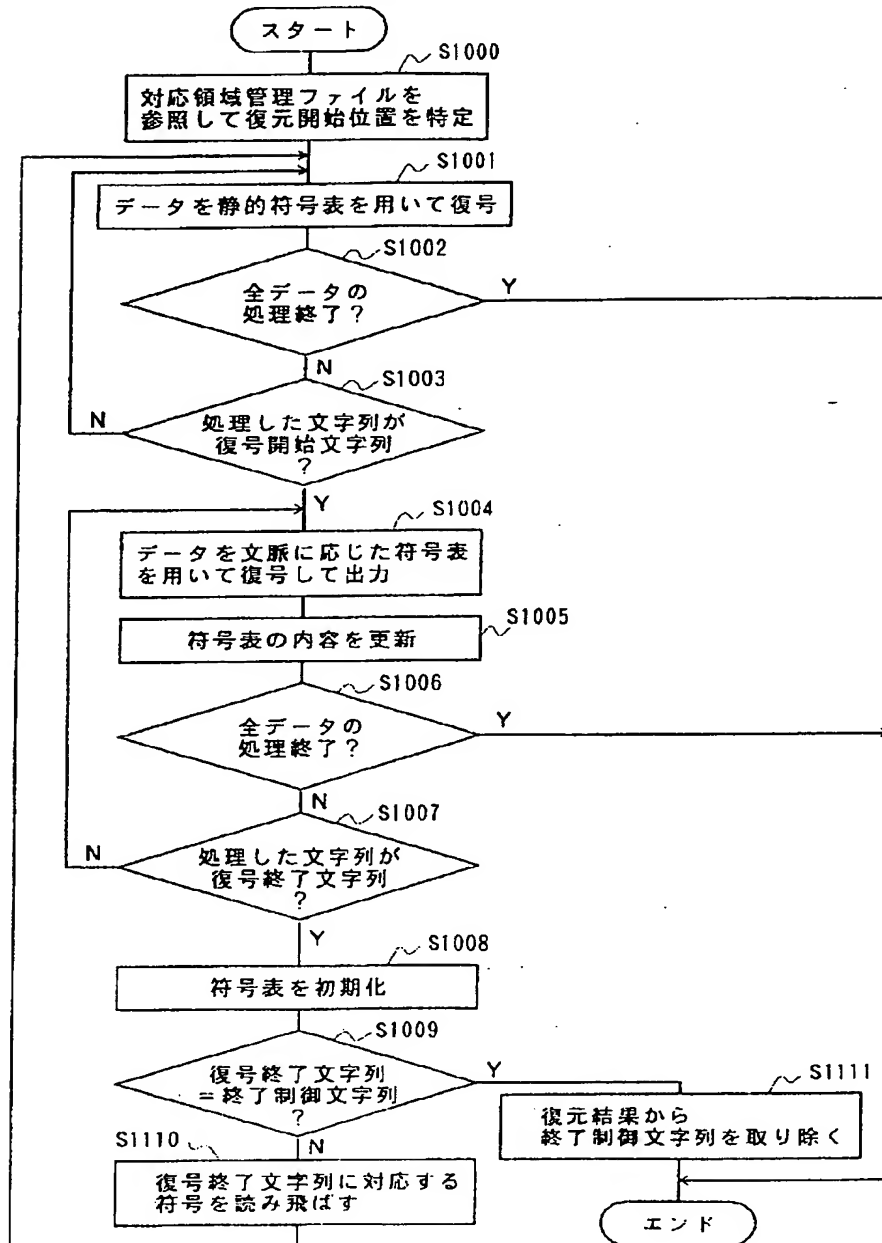 スタート
S1000
対応領域管理ファイルを
参照して復元開始位置を特定
S1001
データを静的符号表を用いて復号
S1002
全データの
処理終了?
Y
N
S1003
処理した文字列が
復号開始文字列
?
N
Y
S1004
データを文脈に応じた符号表
を用いて復号して出力
S1005
符号表の内容を更新
S1006
全データの
処理終了?
Y
N
S1007
処理した文字列が
復号終了文字列
?
N
Y
S1008
符号表を初期化
S1009
復号終了文字列
=終了制御文字列
?
Y
N
S1111
復元結果から
終了制御文字列を取り除く
S1110
復号終了文字列に対応する
符号を読み飛ばす
エンド